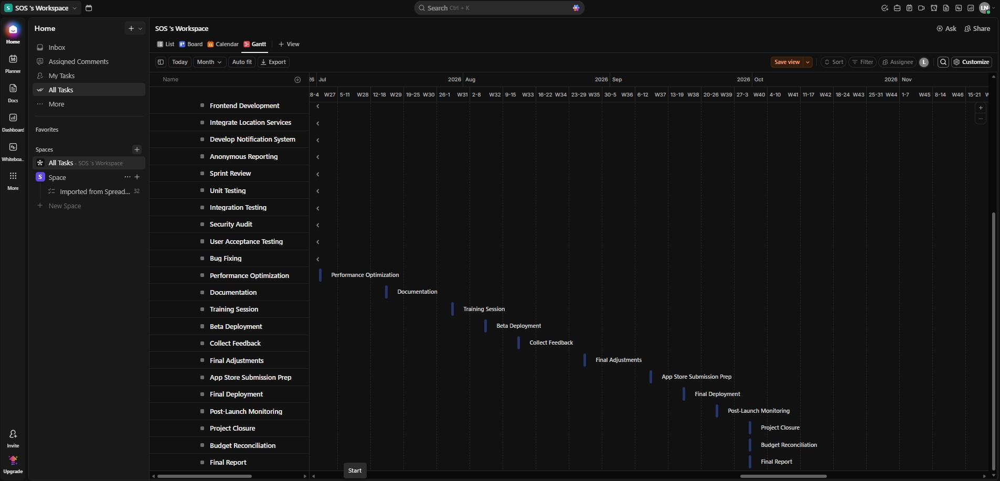 S SOS 's Workspace
Search Ctrl + K
LN
Home
Planner
Docs
Dashboard
Whiteboa..
More
Invite
Upgrade
Home
Inbox
Assigned Comments
My Tasks
All Tasks
More
Favorites
Spaces
All Tasks - SOS 's Workspace
S Space
Imported from Spread... 32
New Space
SOS 's Workspace
Ask Share
List Board Calendar Gantt View
Today Month Auto fit Export
Save view Sort Filter Assignee L Customize
Name
26 Jul 2026 Aug 2026 Sep 2026 Oct 2026 Nov
8-4 W27 5-11 W28 12-18 W29 19-25 W30 26-1 W31 2-8 W32 9-15 W33 16-22 W34 23-29 W35 30-5 W36 6-12 W37 13-19 W38 20-26 W39 27-3 W40 4-10 W41 11-17 W42 18-24 W43 25-31 W44 1-7 W45 8-14 W46 15-21
Frontend Development
Integrate Location Services
Develop Notification System
Anonymous Reporting
Sprint Review
Unit Testing
Integration Testing
Security Audit
User Acceptance Testing
Bug Fixing
Performance Optimization Performance Optimization
Documentation Documentation
Training Session Training Session
Beta Deployment Beta Deployment
Collect Feedback Collect Feedback
Final Adjustments Final Adjustments
App Store Submission Prep App Store Submission Prep
Final Deployment Final Deployment
Post-Launch Monitoring Post-Launch Monitoring
Project Closure Project Closure
Budget Reconciliation Budget Reconciliation
Final Report Final Report
Start